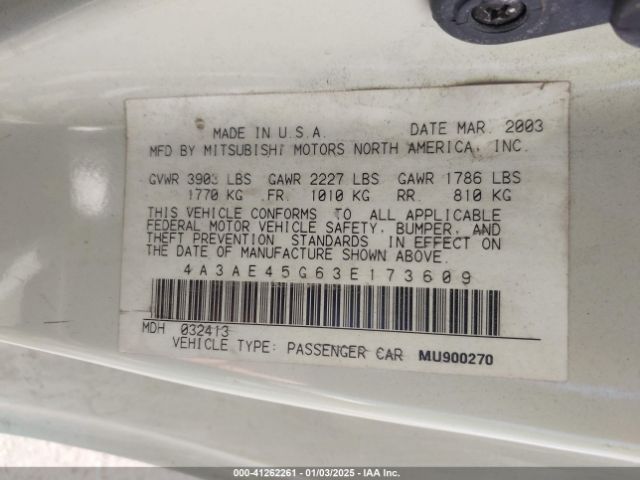 MADE IN U.S.A. DATE MAR. 2003
MFD BY MITSUBISHI MOTORS NORTH AMERICA, INC.
GVWR 3903 LBS GAWR 2227 LBS GAWR 1786 LBS
1770 KG FR. 1010 KG RR. 810 KG
THIS VEHICLE CONFORMS TO ALL APPLICABLE
FEDERAL MOTOR VEHICLE SAFETY, BUMPER, AND
THEFT PREVENTION STANDARDS IN EFFECT ON
THE DATE OF MANUFACTURE SHOWN ABOVE.
4A3AE45G63E173609
MDH 032413
VEHICLE TYPE: PASSENGER CAR MU900270
000-41262261 - 01/03/2025 - IAA Inc.